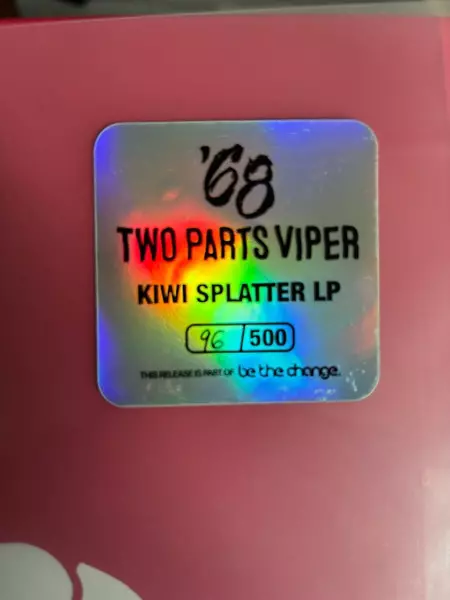 '68
TWO PARTS VIPER
KIWI SPLATTER LP
96/500
THIS RELEASE IS PART OF be the change.